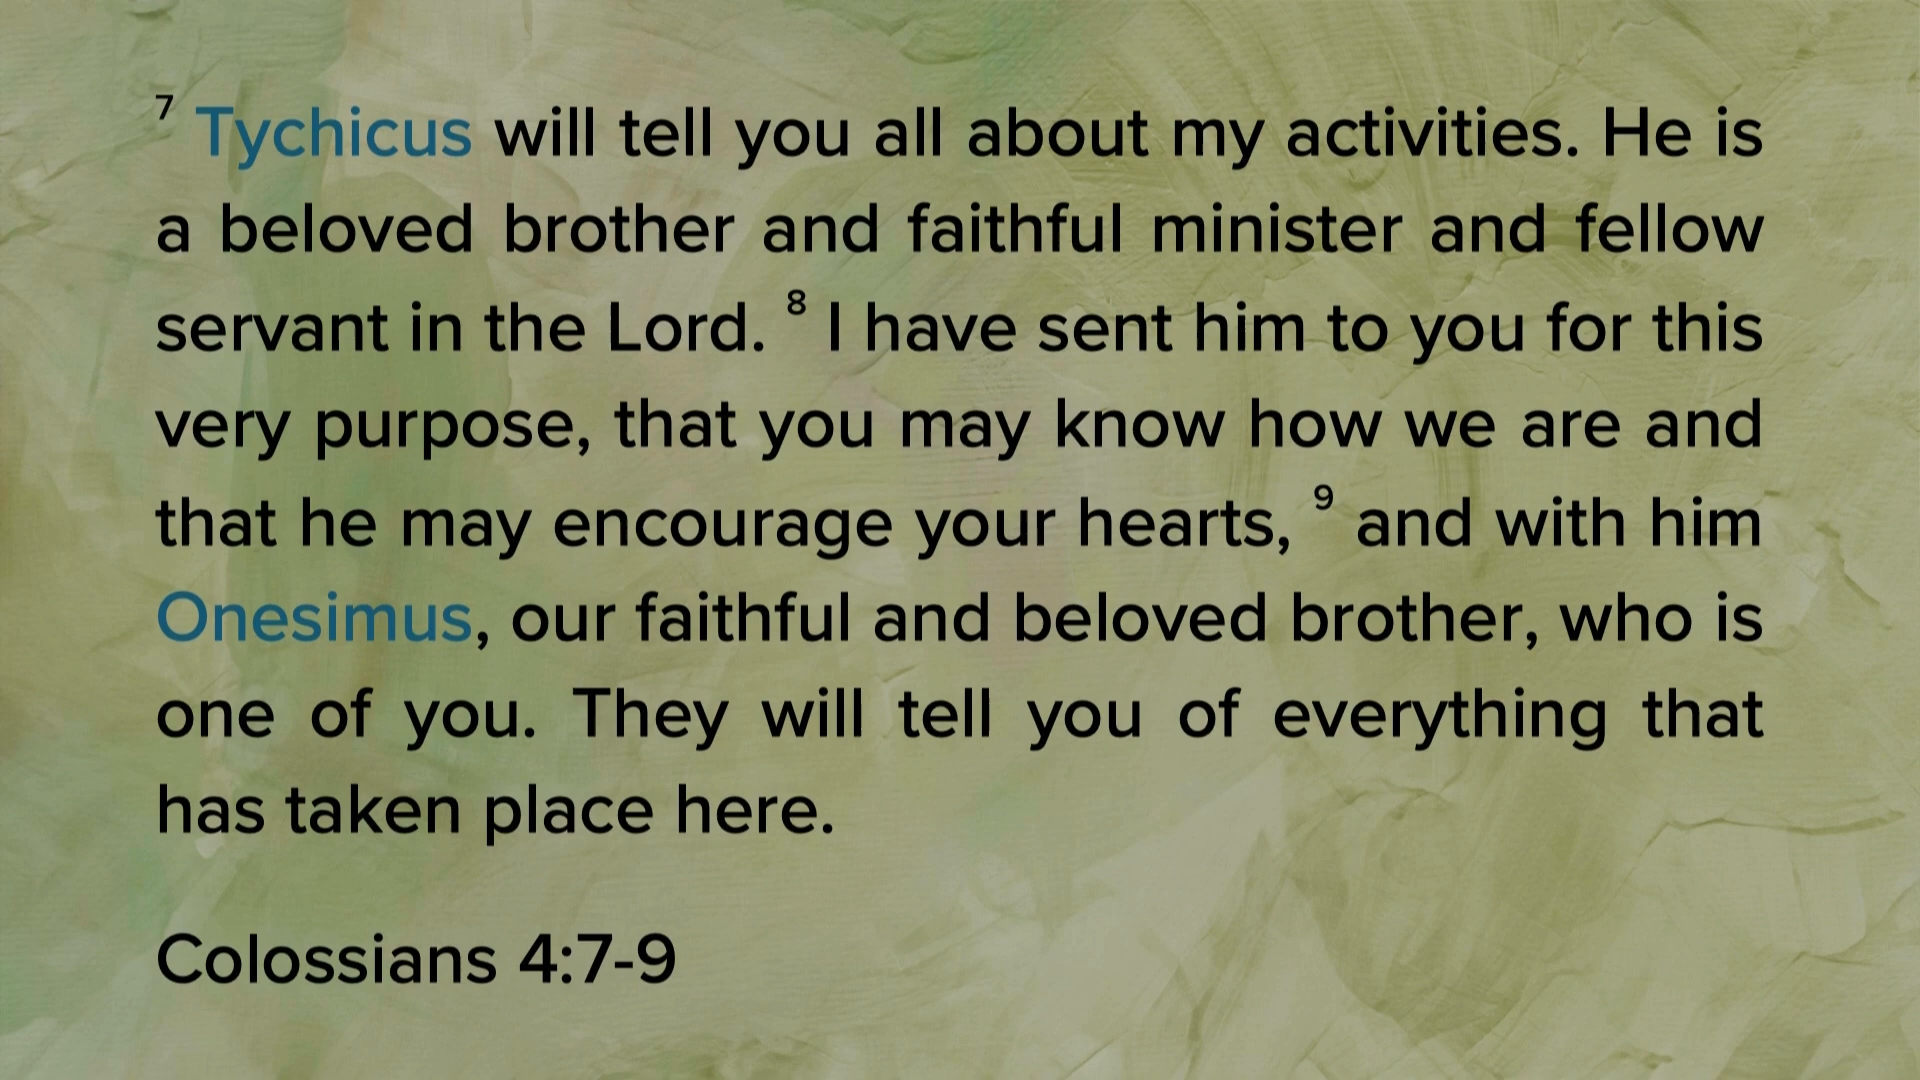 7 Tychicus will tell you all about my activities. He is
a beloved brother and faithful minister and fellow
servant in the Lord. 8 I have sent him to you for this
very purpose, that you may know how we are and
that he may encourage your hearts, 9 and with him
Onesimus, our faithful and beloved brother, who is
one of you. They will tell you of everything that
has taken place here.
Colossians 4:7-9